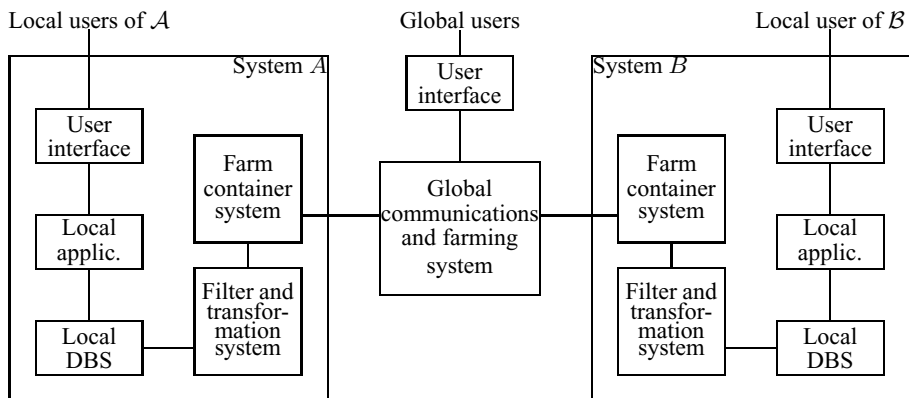 Local users of 𝒜
Global users
Local user of ℬ
System A
User
interface
System B
User
interface
Farm
container
system
Global
communications
and farming
system
Farm
container
system
User
interface
Local
applic.
Local
applic.
Filter and
transfor-
mation
system
Filter and
transfor-
mation
system
Local
DBS
Local
DBS